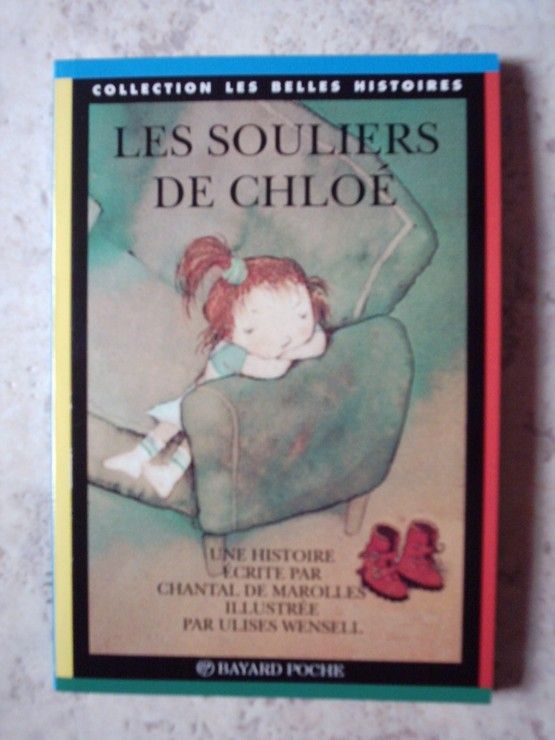 COLLECTION LES BELLES HISTOIRES
LES SOULIERS
DE CHLOÉ
UNE HISTOIRE
ÉCRITE PAR
CHANTAL DE MAROLLES
ILLUSTRÉE
PAR ULISES WENSELL
BAYARD POCHE